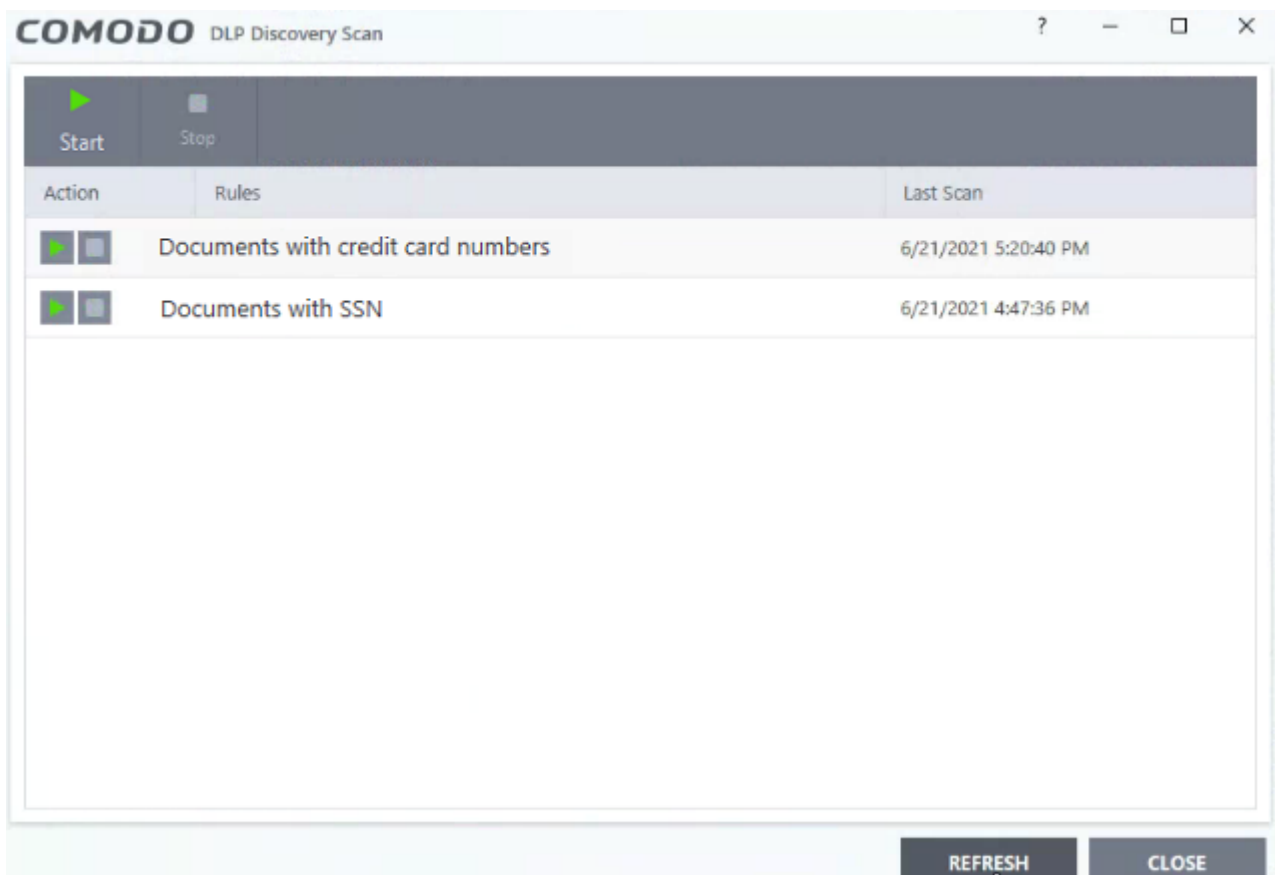 COMODO DLP Discovery Scan ?
Start Stop
Action Rules Last Scan
Documents with credit card numbers 6/21/2021 5:20:40 PM
Documents with SSN 6/21/2021 4:47:36 PM
REFRESH CLOSE